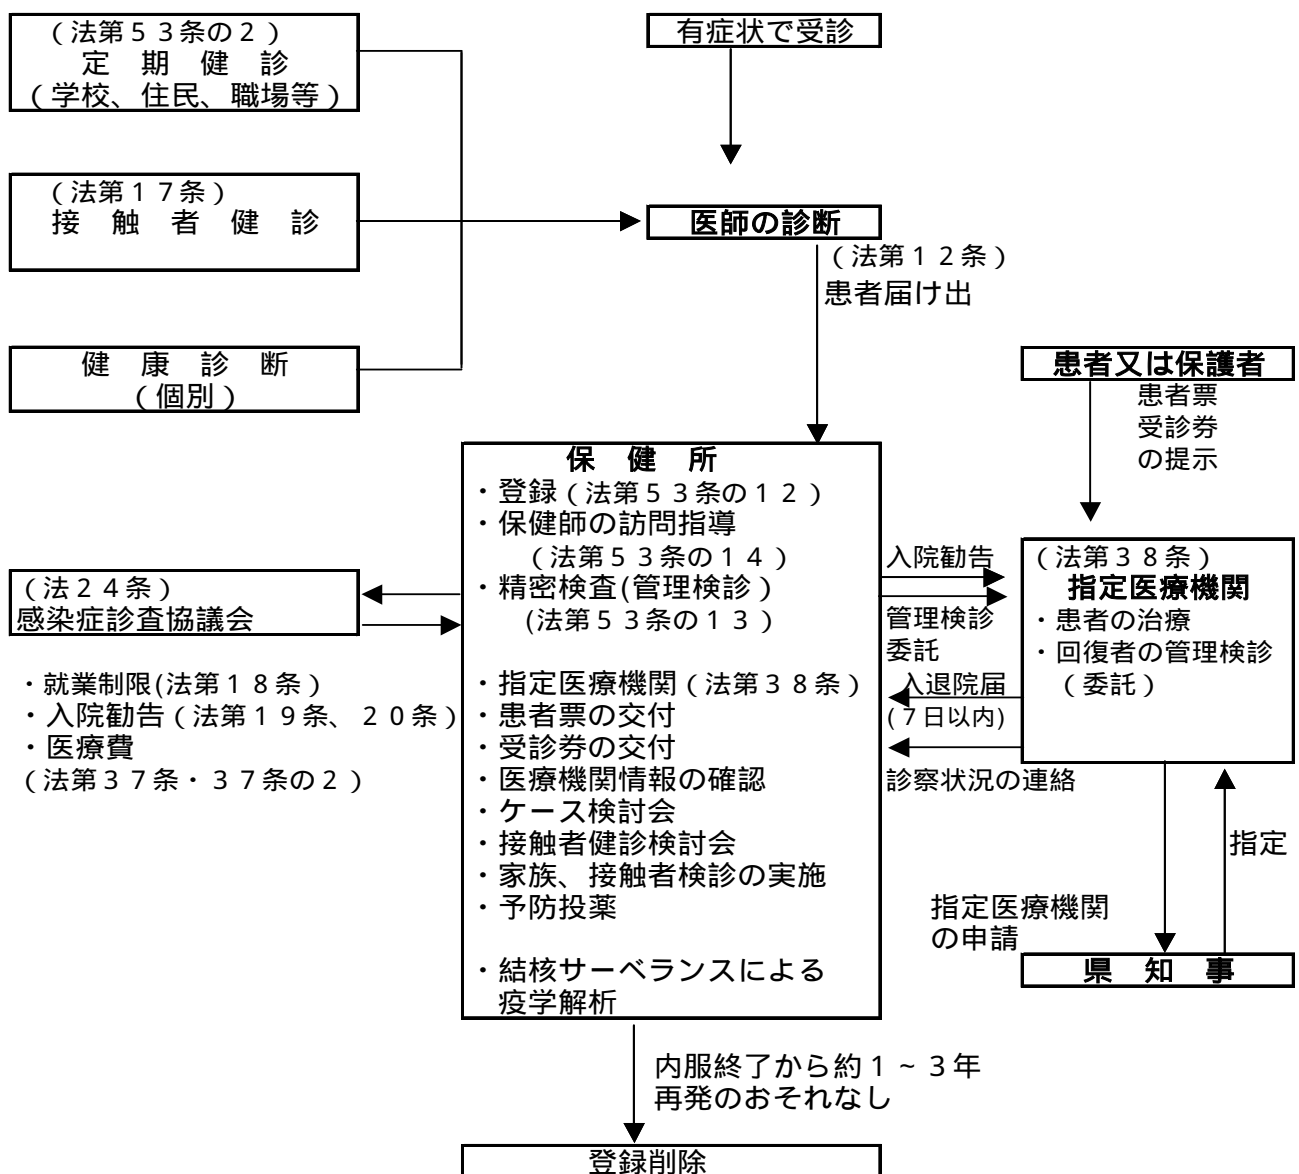 （法第５３条の２）
定　期　健　診
（学校、住民、職場等）
有症状で受診
（法第１７条）
接　触　者　健　診
医師の診断
（法第１２条）
患者届け出
健　康　診　断
（個別）
患者又は保護者
患者票
受診券
の提示
保　健　所
・登録（法第５３条の１２）
・保健師の訪問指導
（法第５３条の１４）
・精密検査(管理検診）
(法第５３条の１３）
・指定医療機関（法第３８条）
・患者票の交付
・受診券の交付
・医療機関情報の確認
・ケース検討会
・接触者健診検討会
・家族、接触者検診の実施
・予防投薬
・結核サーベランスによる
疫学解析
（法２４条）
感染症診査協議会
・就業制限(法第１８条）
・入院勧告（法第１９条、２０条）
・医療費
（法第３７条・３７条の２）
入院勧告
管理検診
委託
入退院届
(７日以内)
診察状況の連絡
（法第３８条）
指定医療機関
・患者の治療
・回復者の管理検診
（委託）
指定
指定医療機関
の申請
県　知　事
内服終了から約１~３年
再発のおそれなし
登録削除